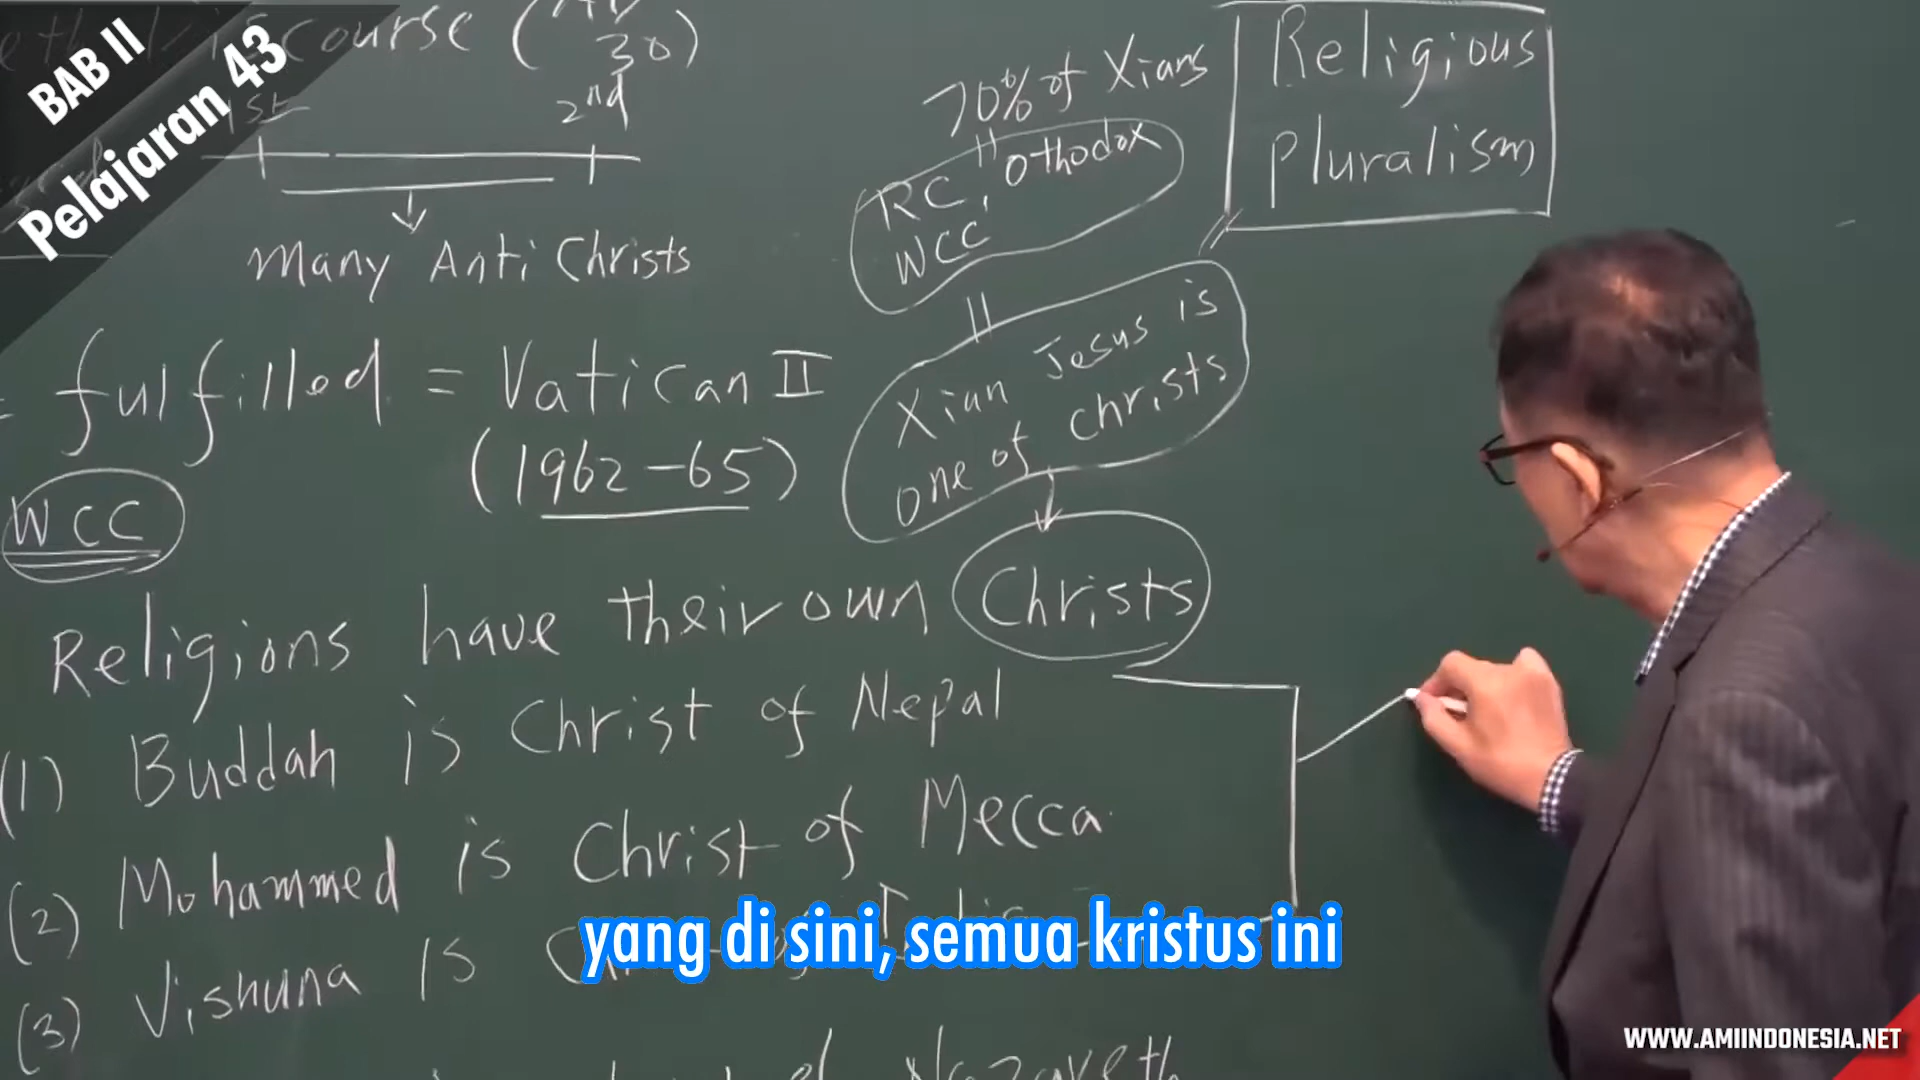 BAB II
Pelajaran 43
course (
30)
1st
2nd
Many Anti Christs
= fulfilled = Vatican II
(1962-65)
WCC
70% of Xians
RC, Orthodox
WCC
Xian Jesus is
one of christs
Religious
Pluralism
Religions have their own Christs
(1) Buddah is Christ of Nepal
(2) Mohammed is Christ of Mecca
(3) Vishuna is
of Nazareth
yang di sini, semua kristus ini
WWW.AMIINDONESIA.NET